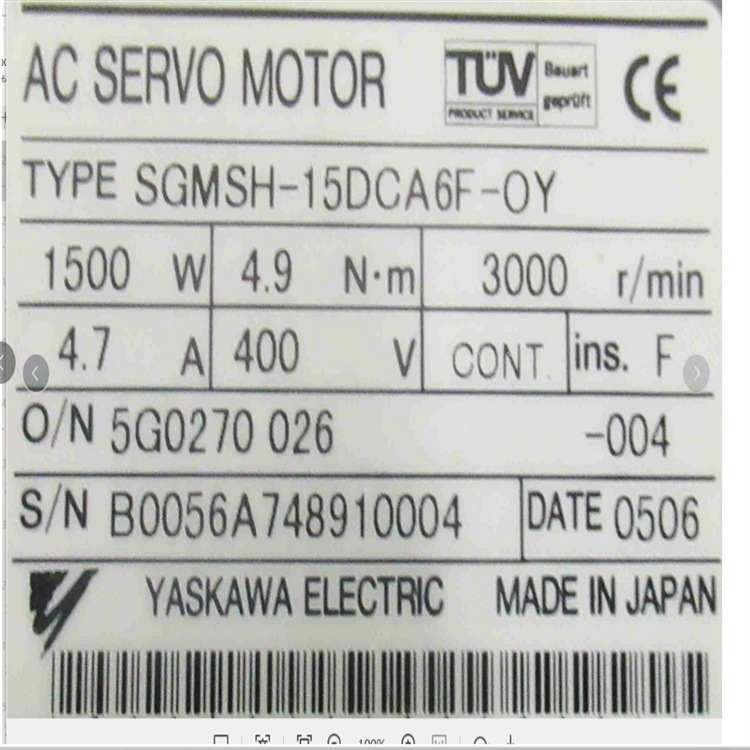 AC SERVO MOTOR TÜV Bauart geprüft PRODUCT SERVICE CE
TYPE SGMSH-15DCA6F-OY
1500 W 4.9 N·m 3000 r/min
4.7 A 400 V CONT. ins. F
O/N 5G0270 026 -004
S/N B0056A748910004 DATE 0506
YASKAWA ELECTRIC MADE IN JAPAN
100%